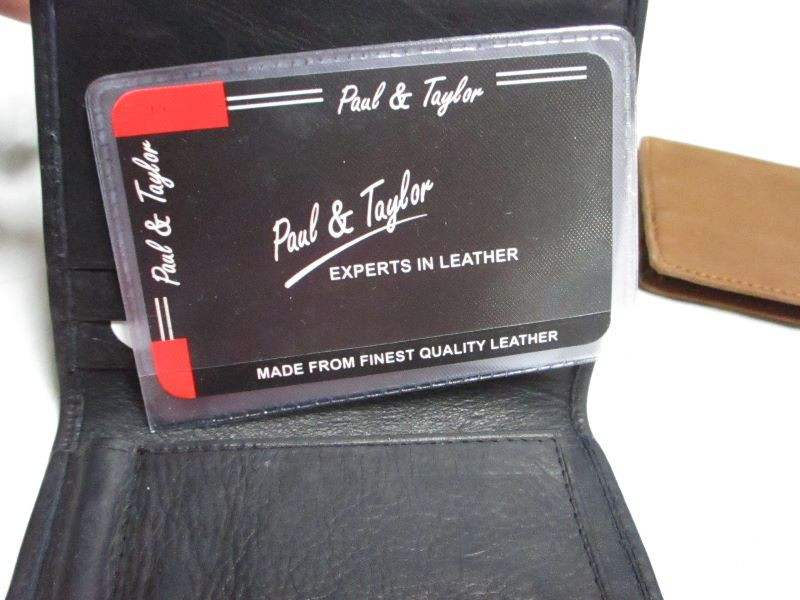 Paul & Taylor
Paul & Taylor
Paul & Taylor
EXPERTS IN LEATHER
MADE FROM FINEST QUALITY LEATHER